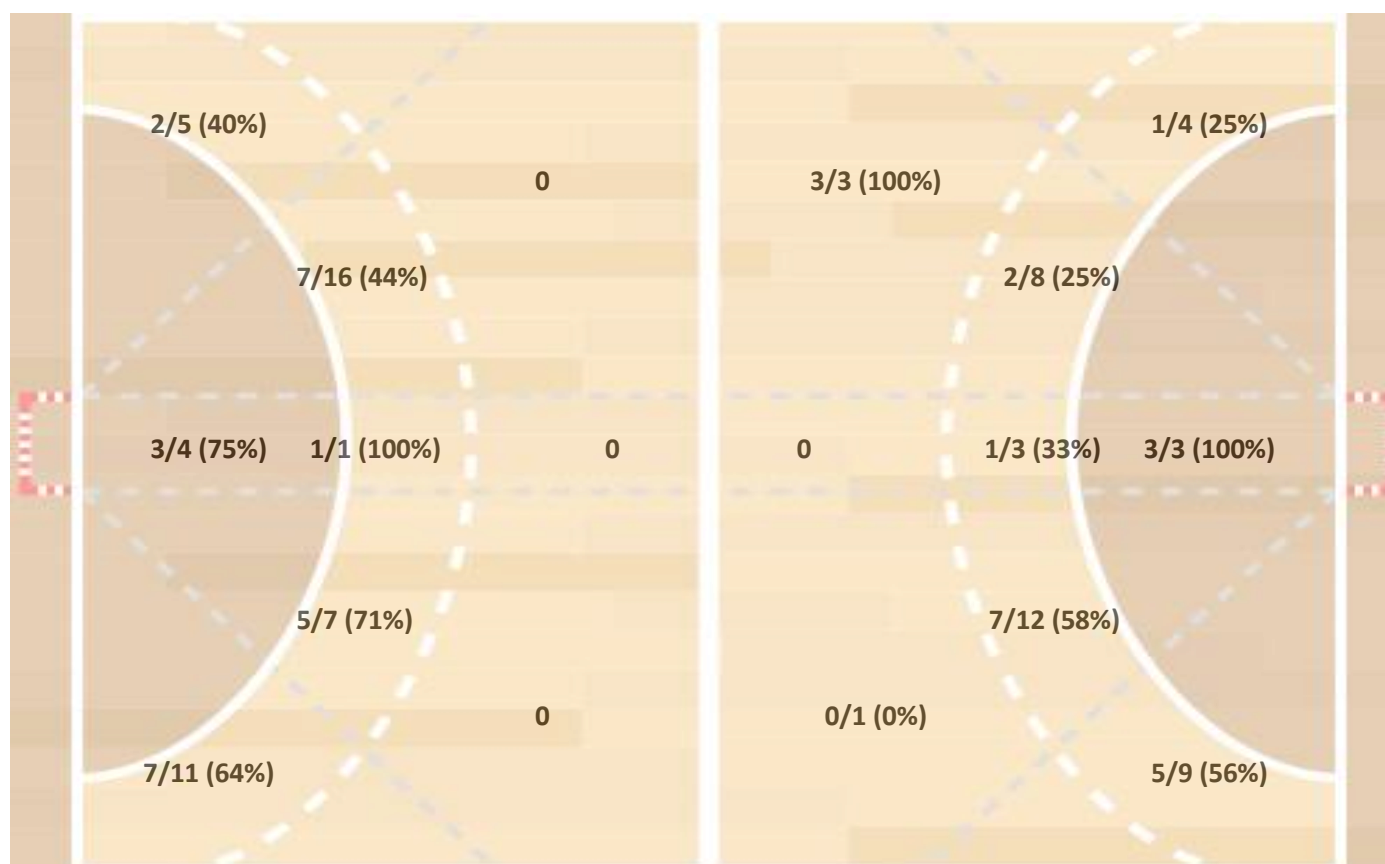 2/5 (40%) 1/4 (25%)
0 3/3 (100%)
7/16 (44%) 2/8 (25%)
3/4 (75%) 1/1 (100%) 0 0 1/3 (33%) 3/3 (100%)
5/7 (71%) 7/12 (58%)
0 0/1 (0%)
7/11 (64%) 5/9 (56%)